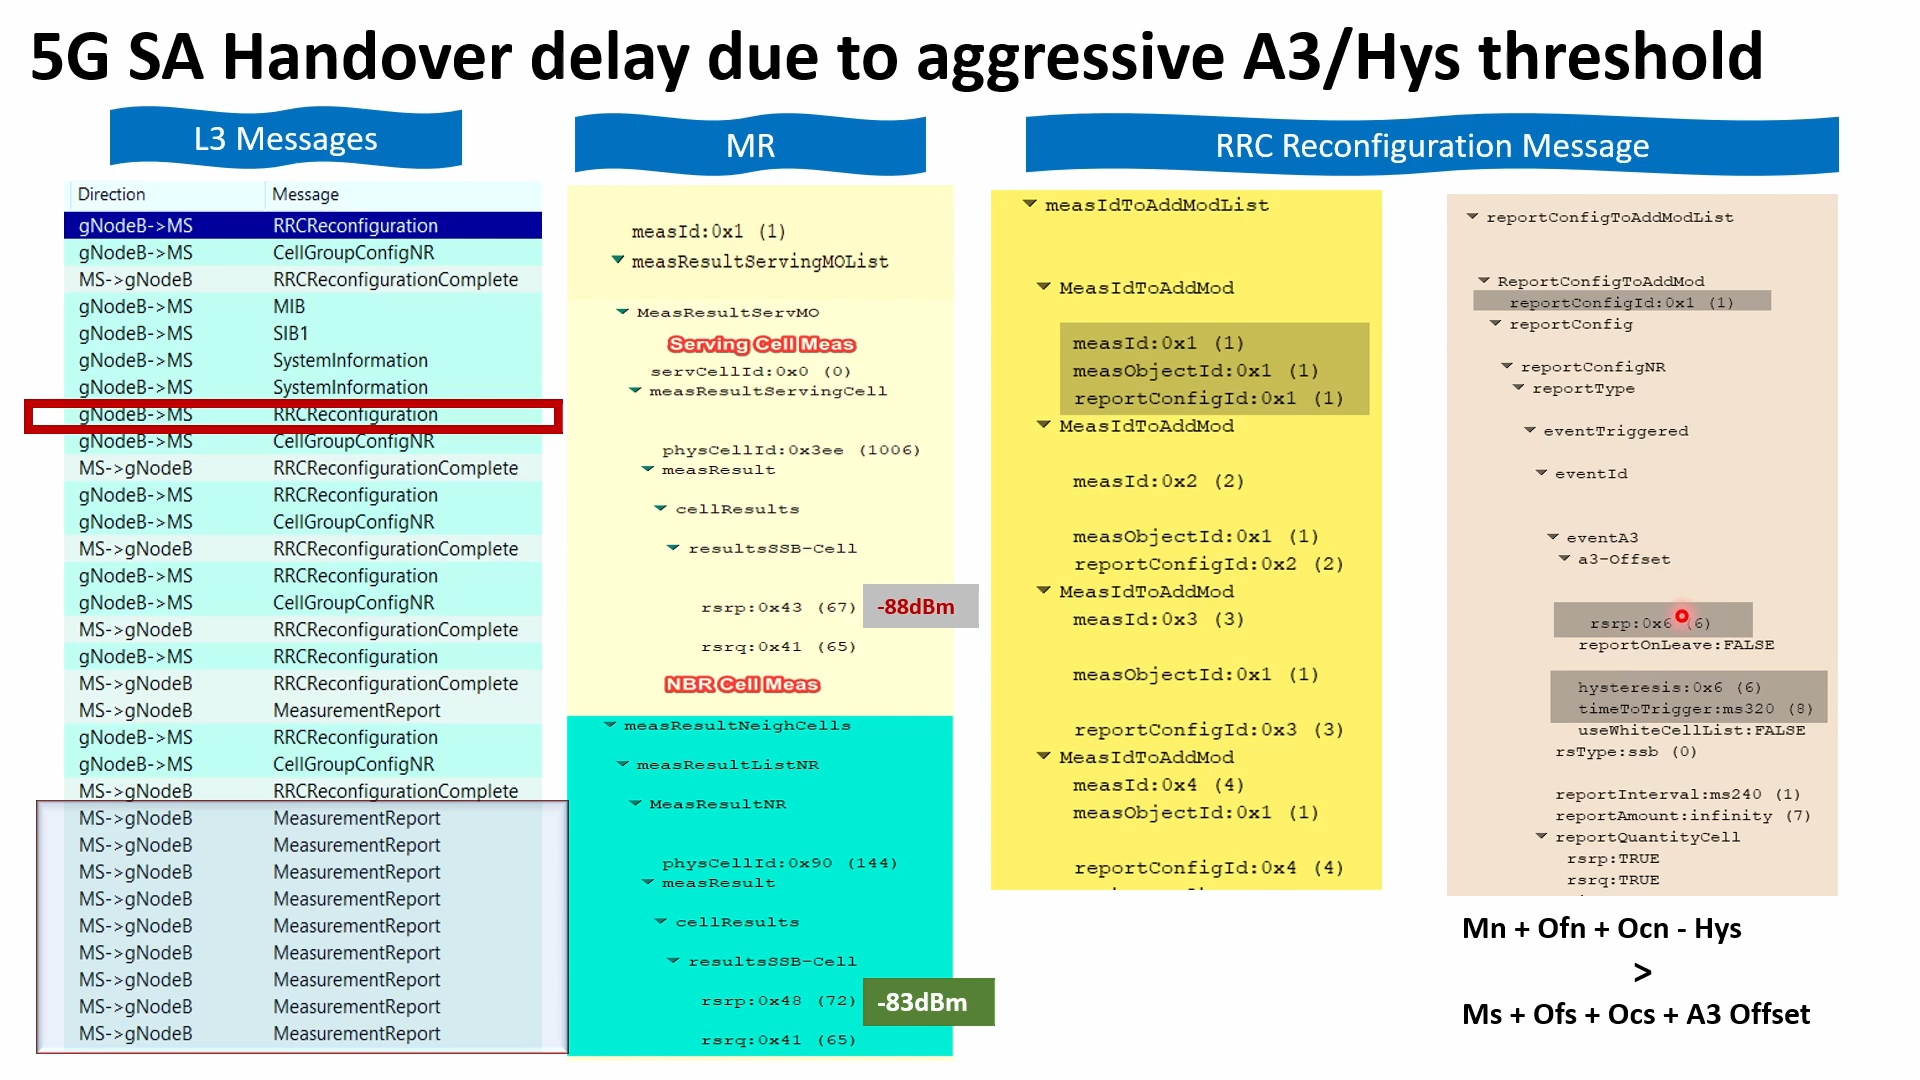 5G SA Handover delay due to aggressive A3/Hys threshold
L3 Messages
Direction Message
gNodeB->MS RRCReconfiguration
gNodeB->MS CellGroupConfigNR
MS->gNodeB RRCReconfigurationComplete
gNodeB->MS MIB
gNodeB->MS SIB1
gNodeB->MS SystemInformation
gNodeB->MS SystemInformation
gNodeB->MS RRCReconfiguration
gNodeB->MS CellGroupConfigNR
MS->gNodeB RRCReconfigurationComplete
gNodeB->MS RRCReconfiguration
gNodeB->MS CellGroupConfigNR
MS->gNodeB RRCReconfigurationComplete
gNodeB->MS RRCReconfiguration
gNodeB->MS CellGroupConfigNR
MS->gNodeB RRCReconfigurationComplete
gNodeB->MS RRCReconfiguration
MS->gNodeB RRCReconfigurationComplete
MS->gNodeB MeasurementReport
gNodeB->MS RRCReconfiguration
gNodeB->MS CellGroupConfigNR
MS->gNodeB RRCReconfigurationComplete
MS->gNodeB MeasurementReport
MS->gNodeB MeasurementReport
MS->gNodeB MeasurementReport
MS->gNodeB MeasurementReport
MS->gNodeB MeasurementReport
MS->gNodeB MeasurementReport
MS->gNodeB MeasurementReport
MS->gNodeB MeasurementReport
MS->gNodeB MeasurementReport
MR
measId:0x1 (1)
measResultServingMOList
MeasResultServMO
Serving Cell Meas
servCellId:0x0 (0)
measResultServingCell
physCellId:0x3ee (1006)
measResult
cellResults
resultsSSB-Cell
rsrp:0x43 (67) -88dBm
rsrq:0x41 (65)
NBR Cell Meas
measResultNeighCells
measResultListNR
MeasResultNR
physCellId:0x90 (144)
measResult
cellResults
resultsSSB-Cell
rsrp:0x48 (72) -83dBm
rsrq:0x41 (65)
RRC Reconfiguration Message
measIdToAddModList
MeasIdToAddMod
measId:0x1 (1)
measObjectId:0x1 (1)
reportConfigId:0x1 (1)
MeasIdToAddMod
measId:0x2 (2)
measObjectId:0x1 (1)
reportConfigId:0x2 (2)
MeasIdToAddMod
measId:0x3 (3)
measObjectId:0x1 (1)
reportConfigId:0x3 (3)
MeasIdToAddMod
measId:0x4 (4)
measObjectId:0x1 (1)
reportConfigId:0x4 (4)
reportConfigToAddModList
ReportConfigToAddMod
reportConfigId:0x1 (1)
reportConfig
reportConfigNR
reportType
eventTriggered
eventId
eventA3
a3-Offset
rsrp:0x6 (6)
reportOnLeave:FALSE
hysteresis:0x6 (6)
timeToTrigger:ms320 (8)
useWhiteCellList:FALSE
rsType:ssb (0)
reportInterval:ms240 (1)
reportAmount:infinity (7)
reportQuantityCell
rsrp:TRUE
rsrq:TRUE
Mn + Ofn + Ocn - Hys
>
Ms + Ofs + Ocs + A3 Offset